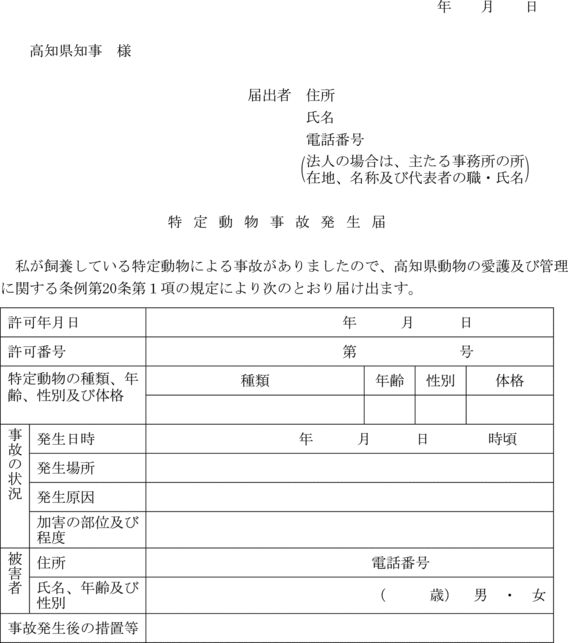 年　月　日
高知県知事　様
届出者　住所
氏名
電話番号
(法人の場合は、主たる事務所の所
在地、名称及び代表者の職・氏名)
特定動物事故発生届
私が飼養している特定動物による事故がありましたので、高知県動物の愛護及び管理
に関する条例第20条第１項の規定により次のとおり届け出ます。
許可年月日　年　月　日
許可番号　第　号
特定動物の種類、年
齢、性別及び体格
種類　年齢　性別　体格
事故の状況
発生日時　年　月　日　時頃
発生場所
発生原因
加害の部位及び
程度
被害者
住所　電話番号
氏名、年齢及び
性別
(　歳)　男　・　女
事故発生後の措置等